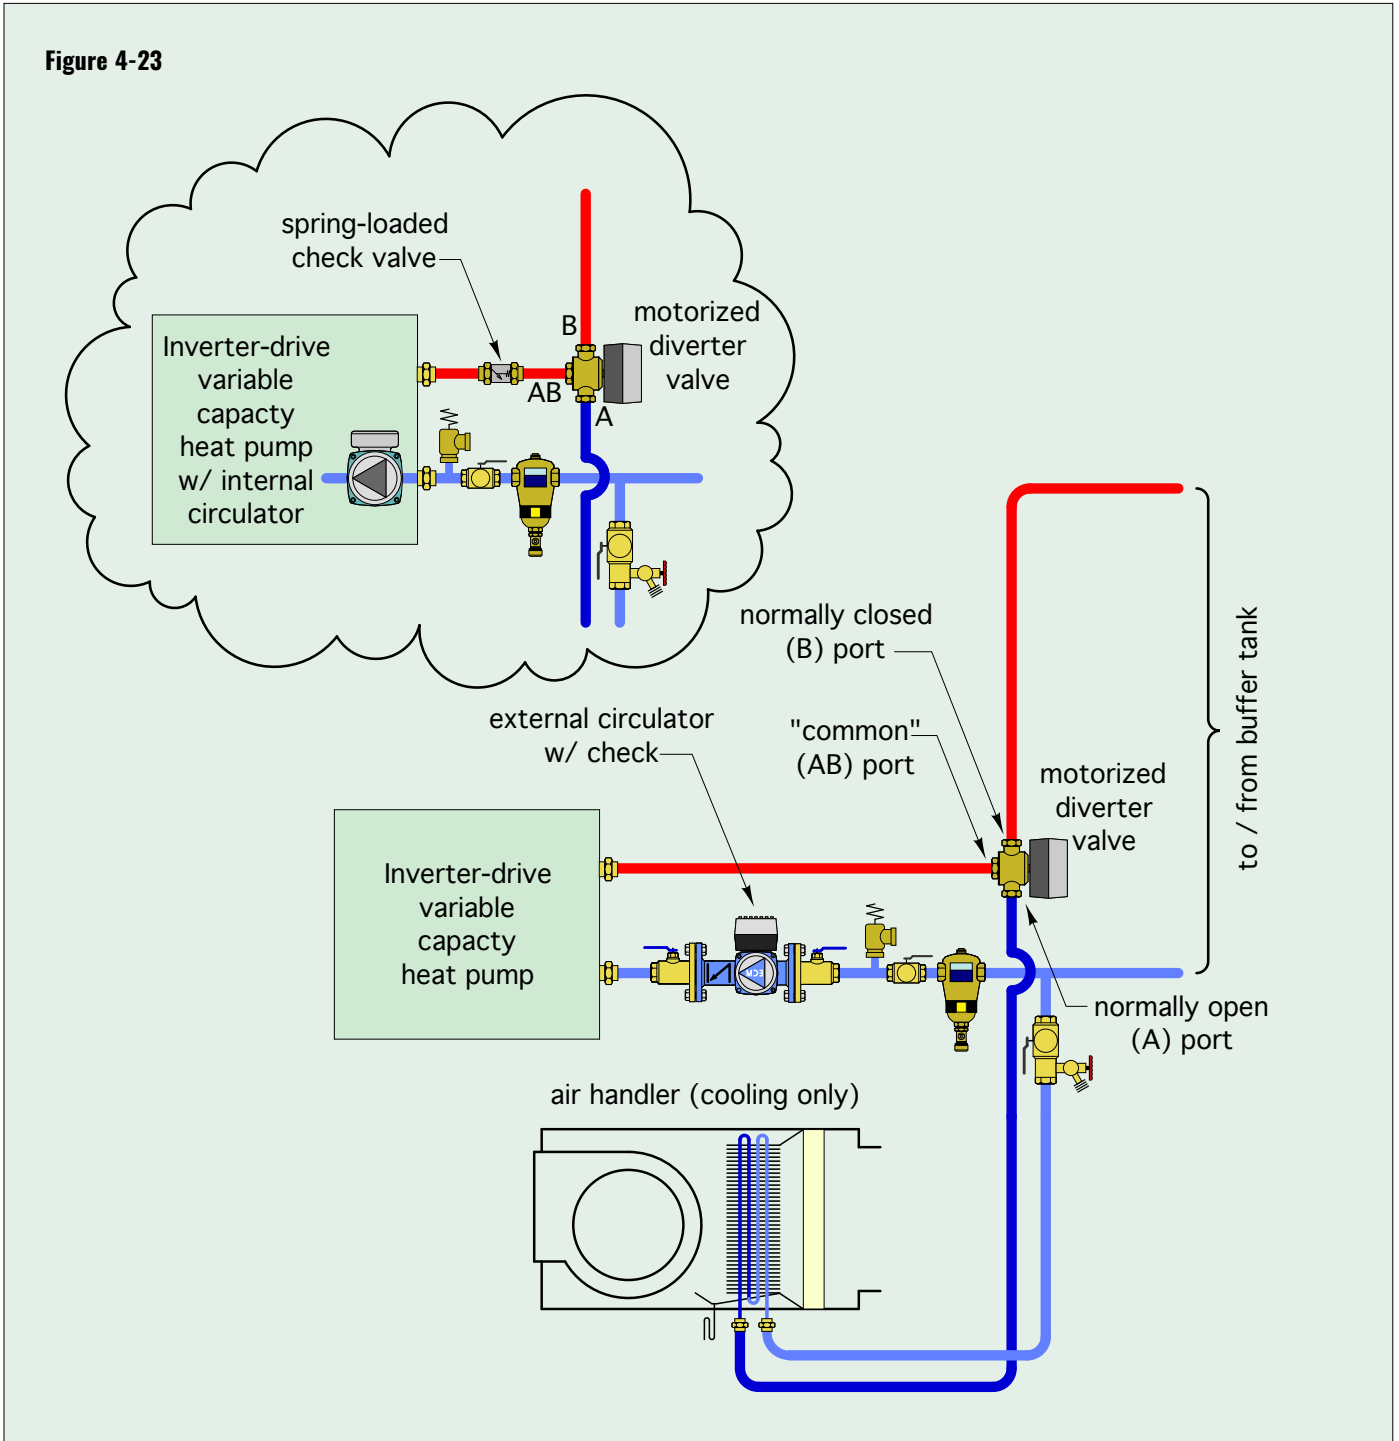 Figure 4-23
spring-loaded
check valve
B
motorized
diverter
valve
AB
A
Inverter-drive
variable
capacty
heat pump
w/ internal
circulator
normally closed
(B) port
external circulator
w/ check
"common"
(AB) port
motorized
diverter
valve
to / from buffer tank
Inverter-drive
variable
capacty
heat pump
ECM
normally open
(A) port
air handler (cooling only)